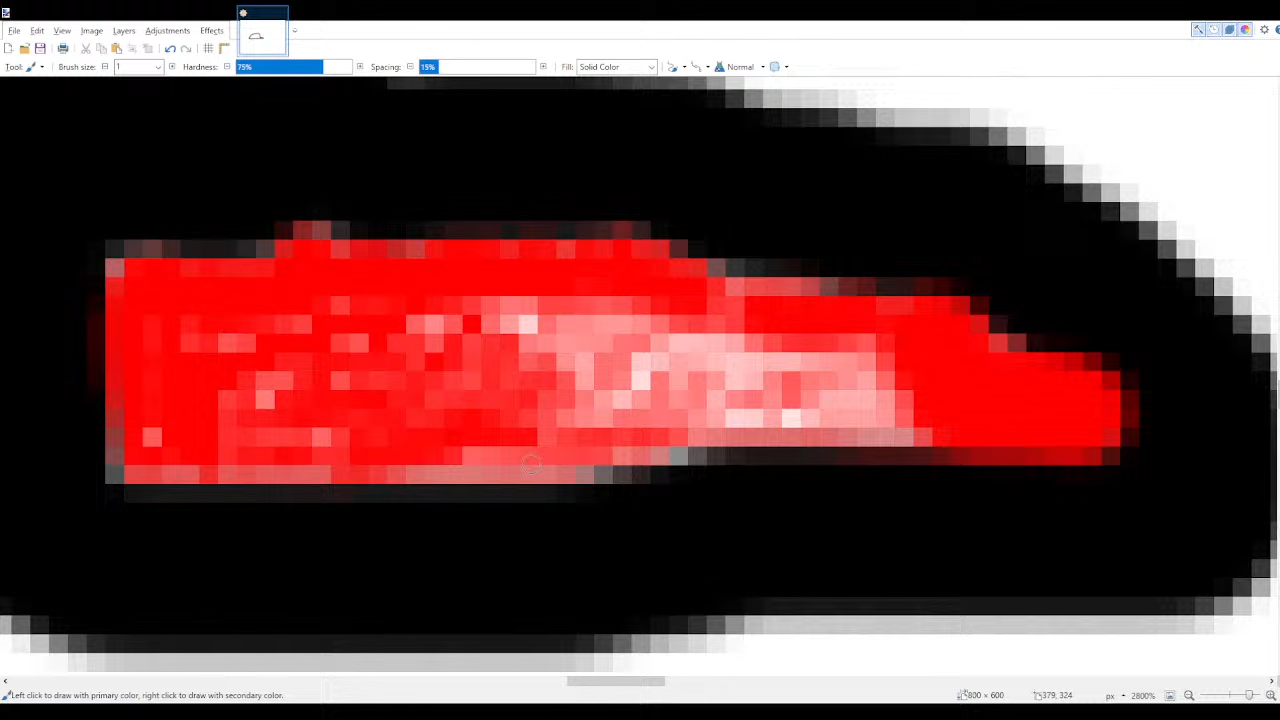 File Edit View Image Layers Adjustments Effects
Tool: Brush size: 1 Hardness: 75% Spacing: 15% Fill: Solid Color Normal
Left click to draw with primary color, right click to draw with secondary color. 800 × 600 379, 324 px 2800%